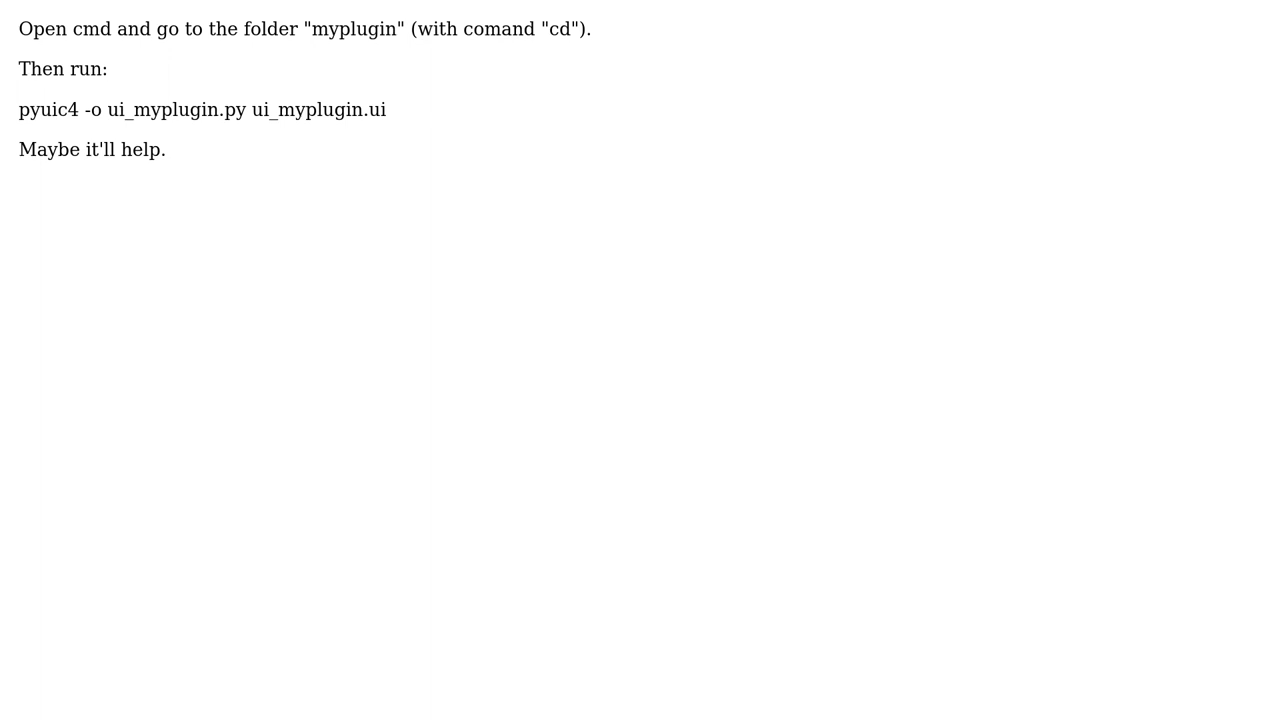 Open cmd and go to the folder "myplugin" (with comand "cd").
Then run:
pyuic4 -o ui_myplugin.py ui_myplugin.ui
Maybe it'll help.